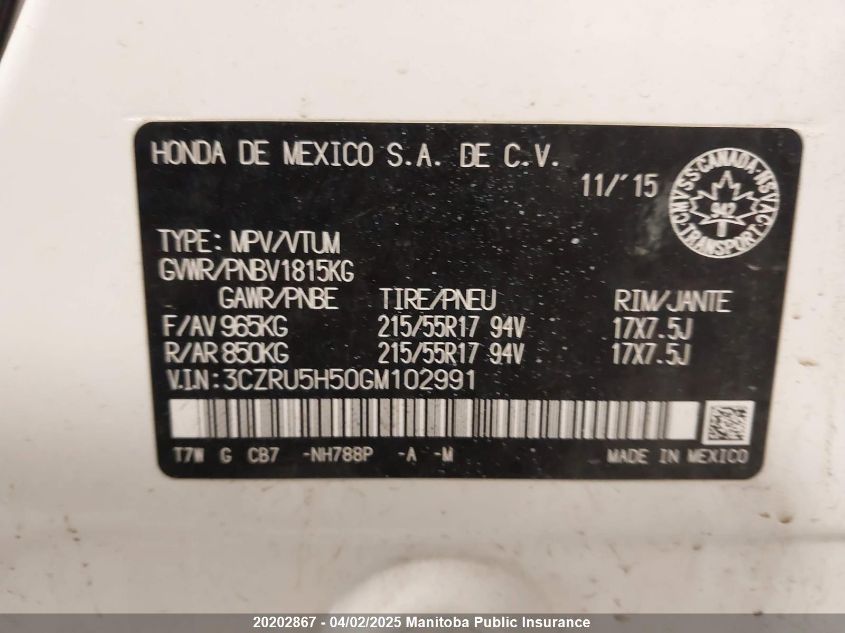 HONDA DE MEXICO S.A. DE C.V.
11/'15
CMVSS·CANADA·NSVAC
942
TRANSPORT
TYPE: MPV/VTUM
GVWR/PNBV1815KG
GAWR/PNBE TIRE/PNEU RIM/JANTE
F/AV 965KG 215/55R17 94V 17X7.5J
R/AR 850KG 215/55R17 94V 17X7.5J
V.I.N: 3CZRU5H50GM102991
T7W G CB7 -NH788P -A -M MADE IN MEXICO
20202867 - 04/02/2025 Manitoba Public Insurance